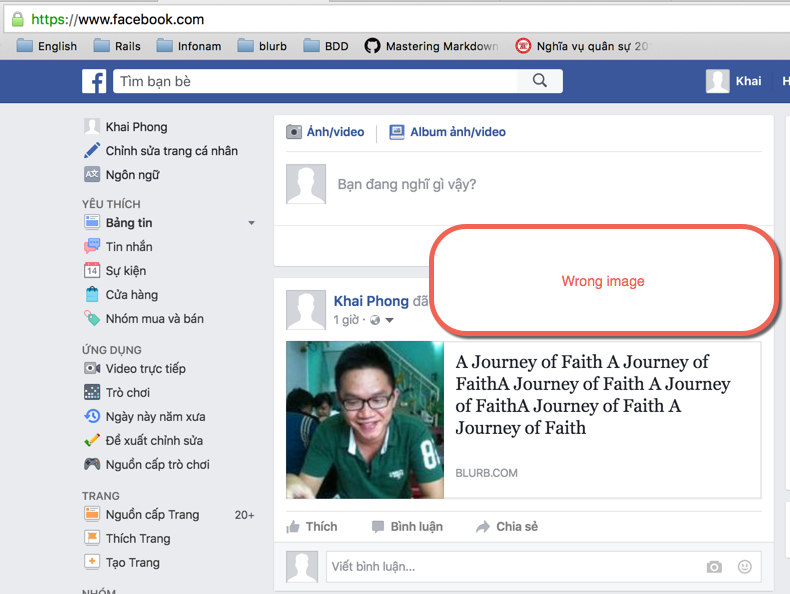 https://www.facebook.com
English Rails Infonam blurb BDD Mastering Markdown Nghĩa vụ quân sự 20
Tìm bạn bè Khai H
Khai Phong
Chỉnh sửa trang cá nhân
Ngôn ngữ
YÊU THÍCH
Bảng tin
Tin nhắn
14 Sự kiện
Cửa hàng
Nhóm mua và bán
ỨNG DỤNG
Video trực tiếp
Trò chơi
Ngày này năm xưa
Đề xuất chỉnh sửa
Nguồn cấp trò chơi
TRANG
Nguồn cấp Trang 20+
Thích Trang
Tạo Trang
NHÓM
Ảnh/video Album ảnh/video
Bạn đang nghĩ gì vậy?
Wrong image
Khai Phong đã
1 giờ ·
8
A Journey of Faith A Journey of
FaithA Journey of Faith A Journey
of FaithA Journey of Faith A
Journey of Faith
BLURB.COM
Thích Bình luận Chia sẻ
Viết bình luận...